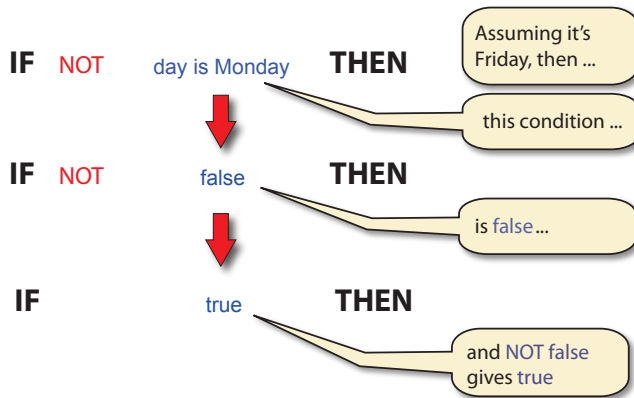 Assuming it's
Friday, then ...
IF NOT day is Monday THEN
this condition ...
IF NOT false THEN
is false...
IF true THEN
and NOT false
gives true